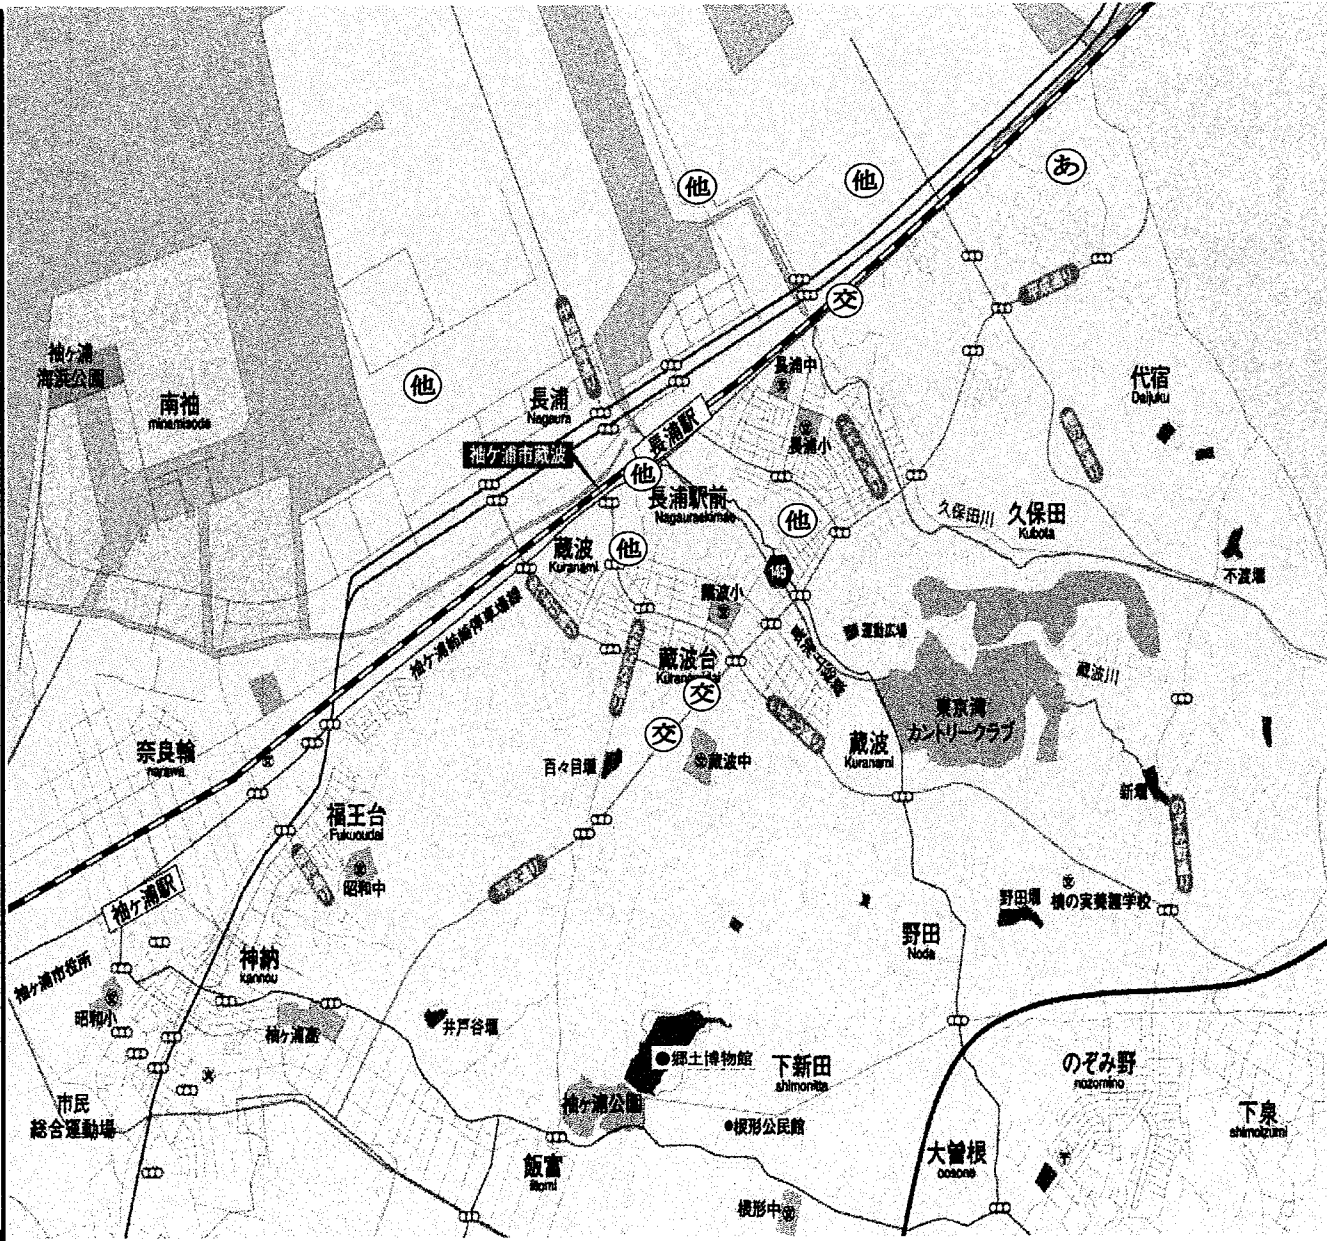 他
他
あ
交
袖ヶ浦
海浜公園
南袖
minamisode
他
長浦
Nagaura
長浦中
長浦小
代宿
Daijuku
袖ケ浦市蔵波
長浦駅
他
長浦駅前
他
久保田川
久保田
Kubota
蔵波
Kuranami
他
145
蔵波小
不渡堰
運動広場
蔵波台
蔵波川
交
交
東京湾
カントリークラブ
蔵波
Kuranami
奈良輪
narawa
百々目堰
蔵波中
新堰
福王台
Fukuoudai
昭和中
袖ヶ浦駅
野田堰
槙の実養護学校
野田
Noda
袖ヶ浦市役所
神納
kannou
昭和小
袖ヶ浦高
井戸谷堰
郷土博物館
下新田
shimonitta
のぞみ野
nozomino
袖ヶ浦公園
市民
総合運動場
根形公民館
下泉
shimoizumi
飯富
Iitomi
大曽根
oosone
根形中